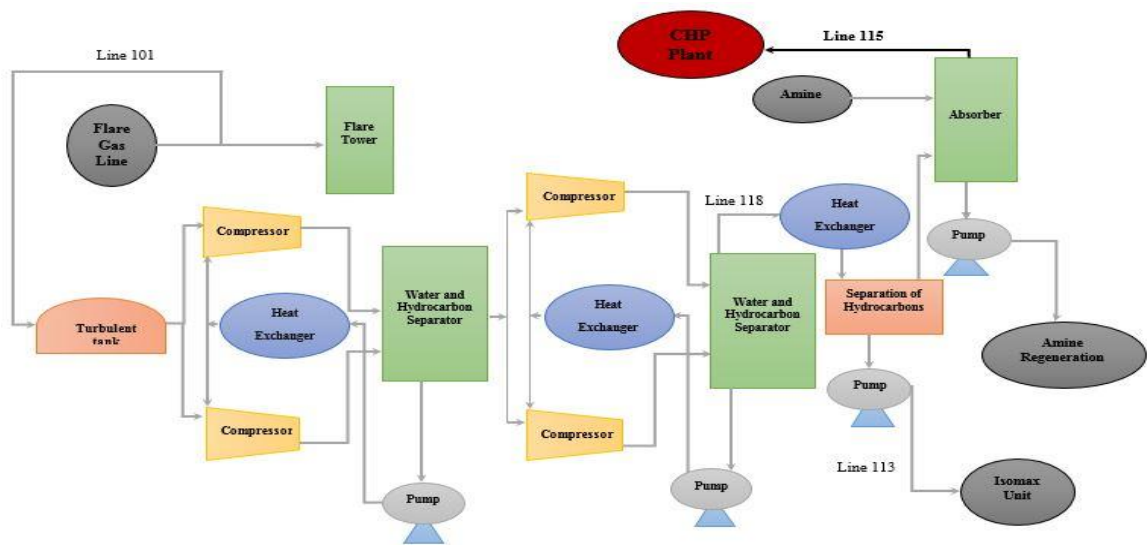 CHP
Plant
Line 115
Line 101
Amine
Absorber
Flare
Gas
Line
Flare
Tower
Compressor
Compressor
Line 118
Heat
Exchanger
Pump
Turbulent
tank
Heat
Exchanger
Water and
Hydrocarbon
Separator
Heat
Exchanger
Water and
Hydrocarbon
Separator
Separation of
Hydrocarbons
Amine
Regeneration
Pump
Compressor
Compressor
Line 113
Pump
Pump
Isomax
Unit